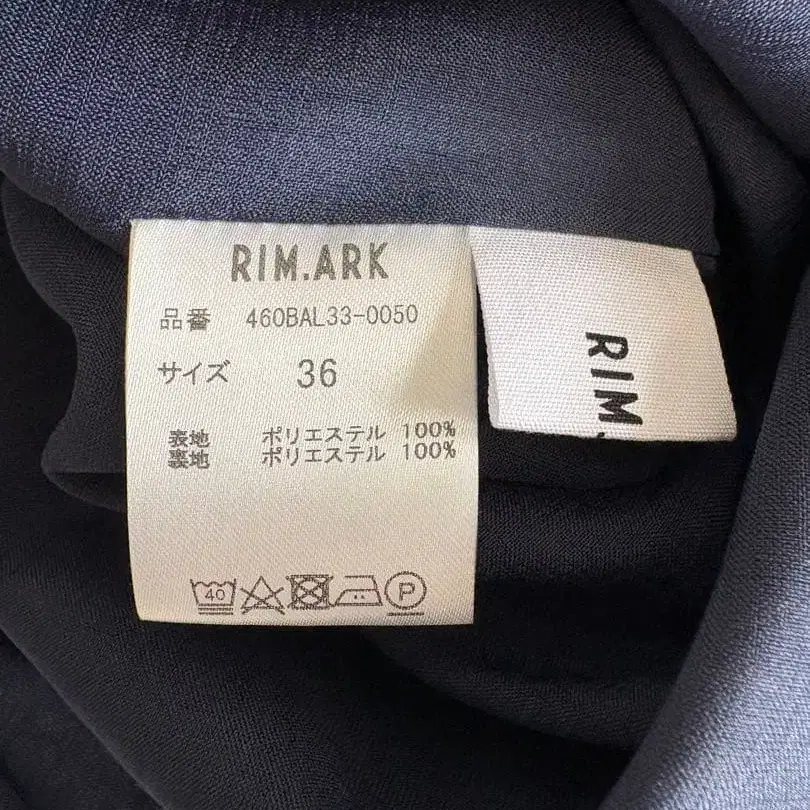 RIM.ARK
品番 460BAL33-0050
サイズ 36
表地 ポリエステル 100%
裏地 ポリエステル 100%
40
P
RIM.